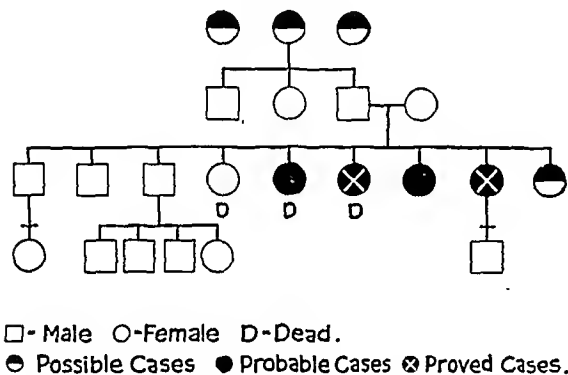 D D D
□- Male ○-Female D-Dead.
◓ Possible Cases ● Probable Cases ⊗ Proved Cases.